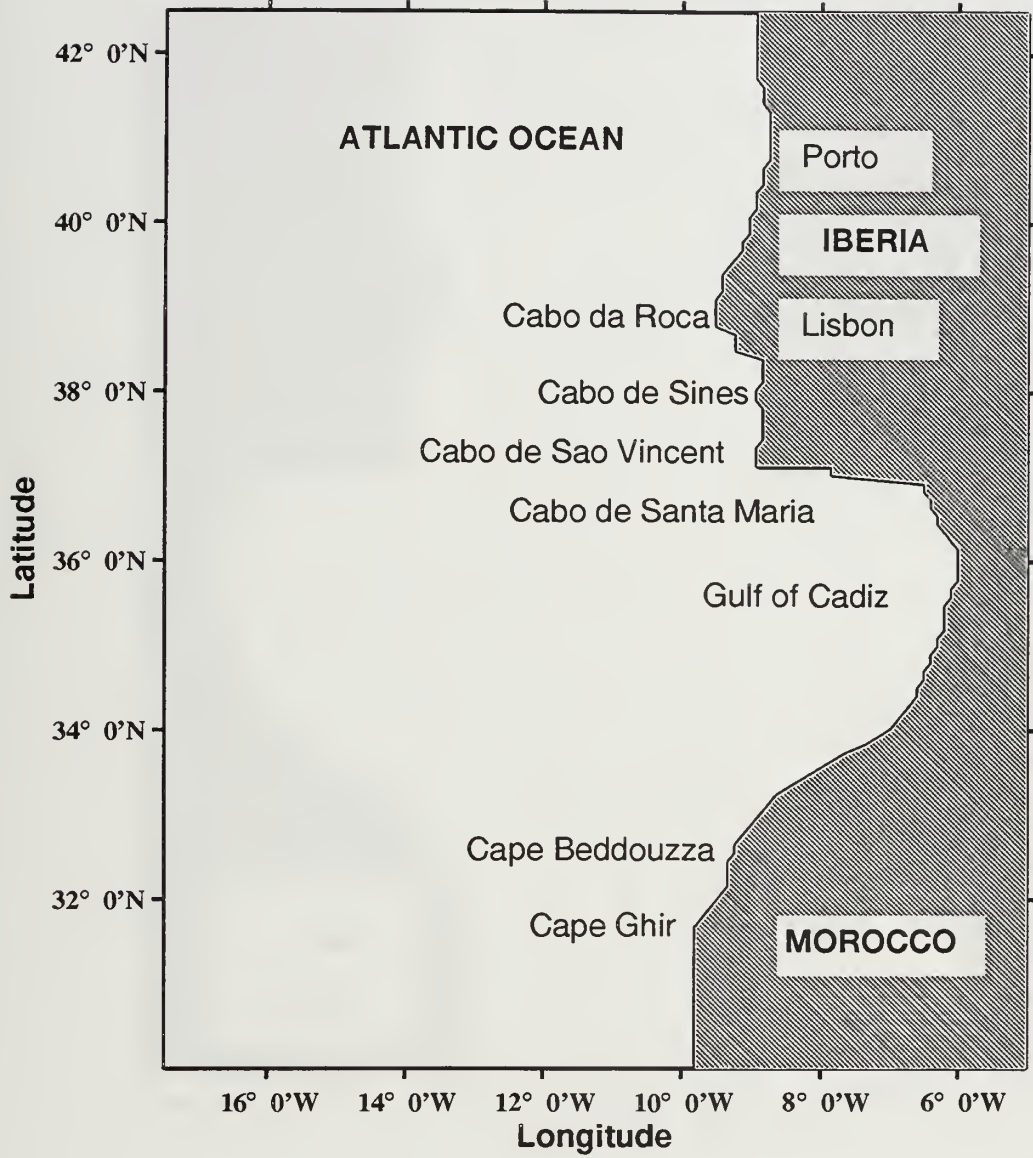 42° 0'N
ATLANTIC OCEAN
Porto
40° 0'N
IBERIA
Cabo da Roca
Lisbon
38° 0'N
Cabo de Sines
Cabo de Sao Vincent
Cabo de Santa Maria
Latitude
36° 0'N
Gulf of Cadiz
34° 0'N
Cape Beddouzza
32° 0'N
Cape Ghir
MOROCCO
16° 0'W 14° 0'W 12° 0'W 10° 0'W 8° 0'W 6° 0'W
Longitude